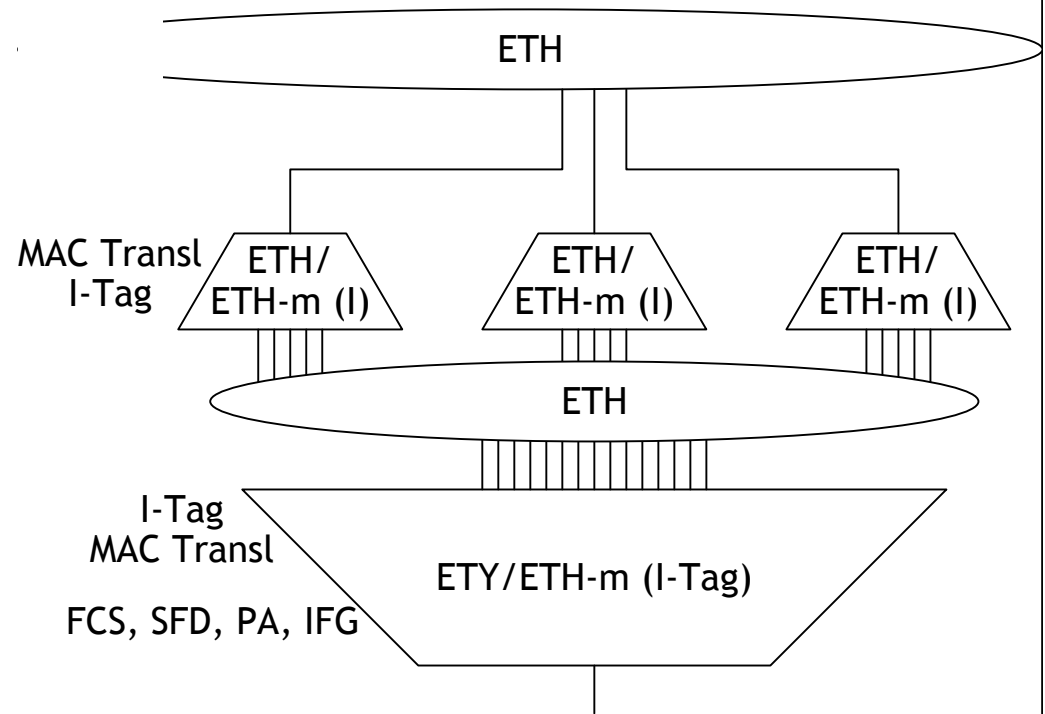 ETH
MAC Transl
I-Tag
ETH/
ETH-m (I)
ETH/
ETH-m (I)
ETH/
ETH-m (I)
ETH
I-Tag
MAC Transl
FCS, SFD, PA, IFG
ETY/ETH-m (I-Tag)